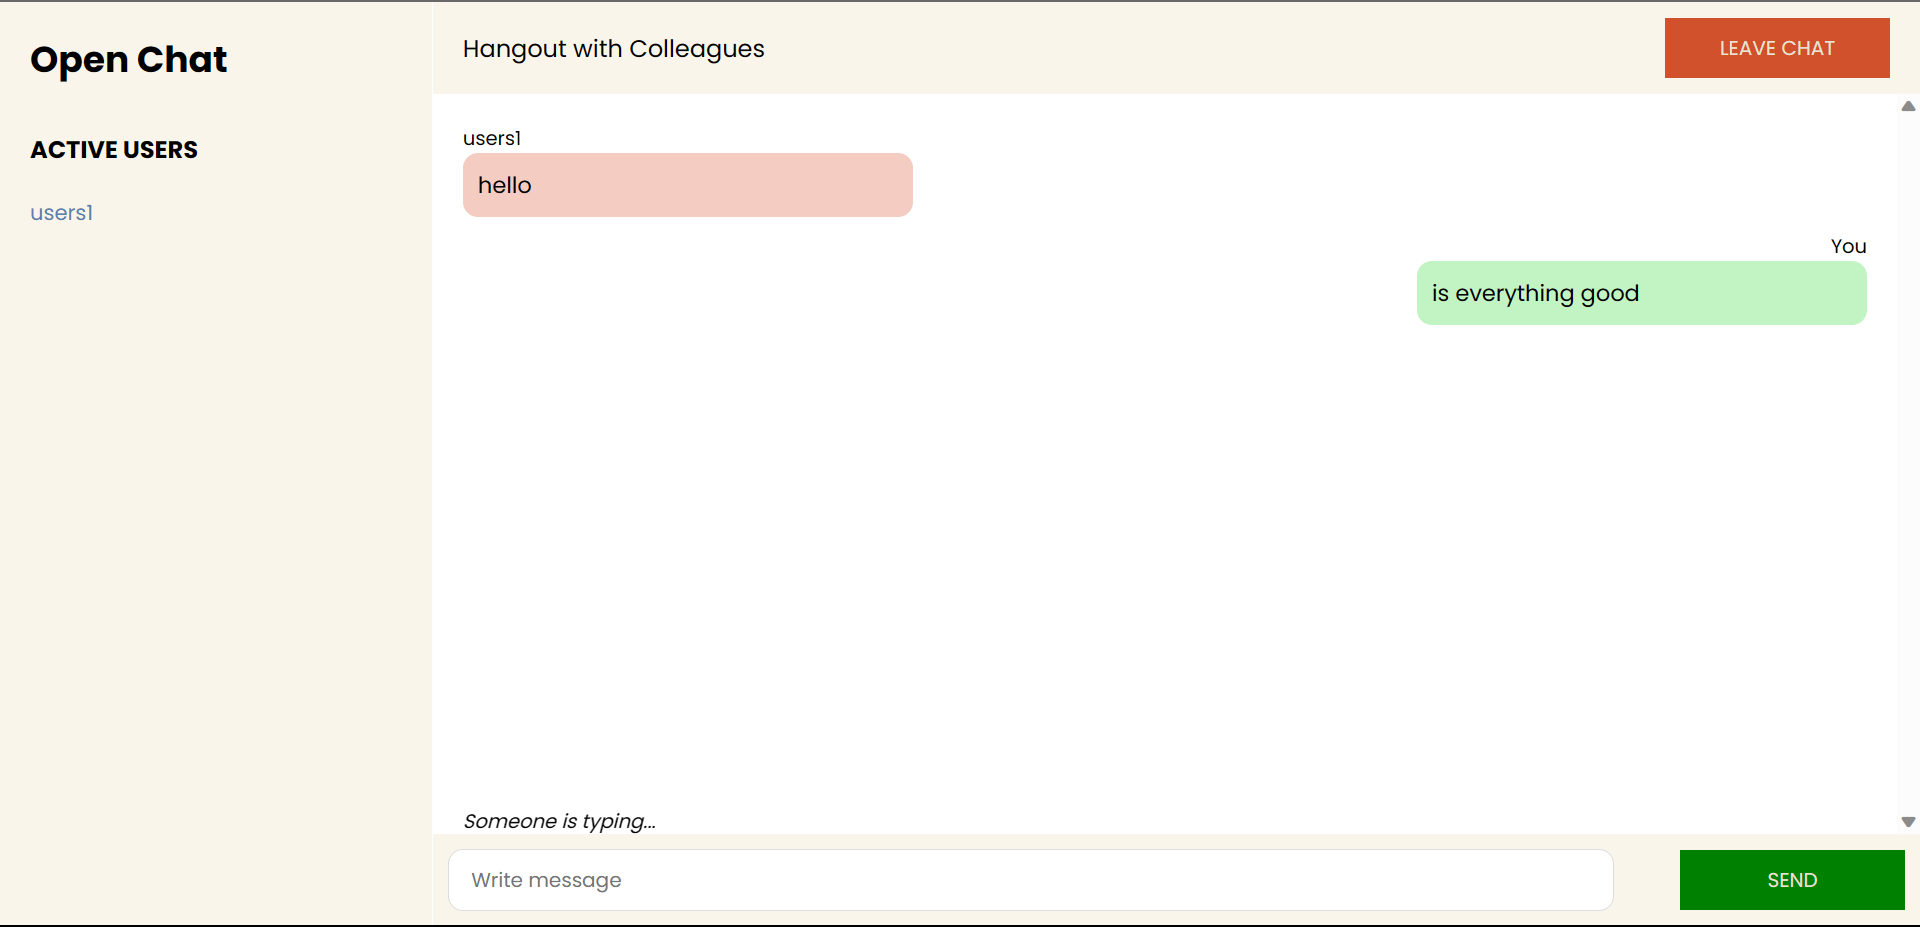 Open Chat
ACTIVE USERS
users1
Hangout with Colleagues
LEAVE CHAT
users1
hello
You
is everything good
Someone is typing...
Write message
SEND